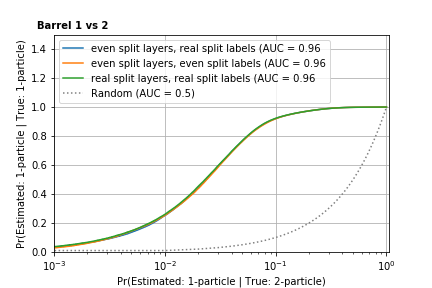 Barrel 1 vs 2
Pr(Estimated: 1-particle | True: 1-particle)
1.4
1.2
1.0
0.8
0.6
0.4
0.2
0.0
even split layers, real split labels (AUC = 0.96
even split layers, even split labels (AUC = 0.96
real split layers, real split labels (AUC = 0.96
Random (AUC = 0.5)
10⁻³ 10⁻² 10⁻¹ 10⁰
Pr(Estimated: 1-particle | True: 2-particle)